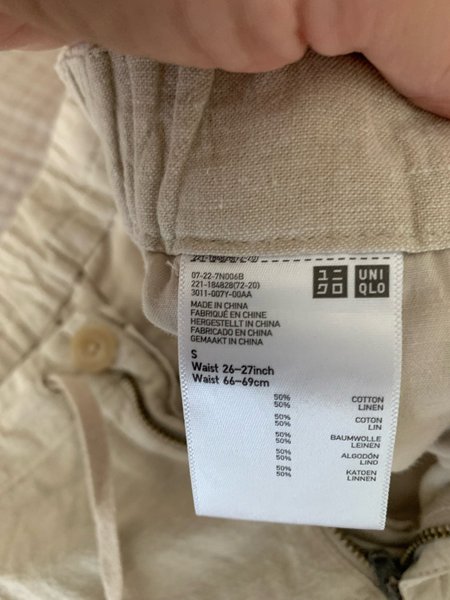 07-22-7N006B
221-184828(72-20)
3011-007Y-00AA
ユニ
クロ
UNI
QLO
MADE IN CHINA
FABRIQUÉ EN CHINE
HERGESTELLT IN CHINA
FABRICADO EN CHINA
GEMAAKT IN CHINA
S
Waist 26-27inch
Waist 66-69cm
50% COTTON
50% LINEN
50% COTON
50% LIN
50% BAUMWOLLE
50% LEINEN
50% ALGODÓN
50% LINO
50% KATOEN
50% LINNEN